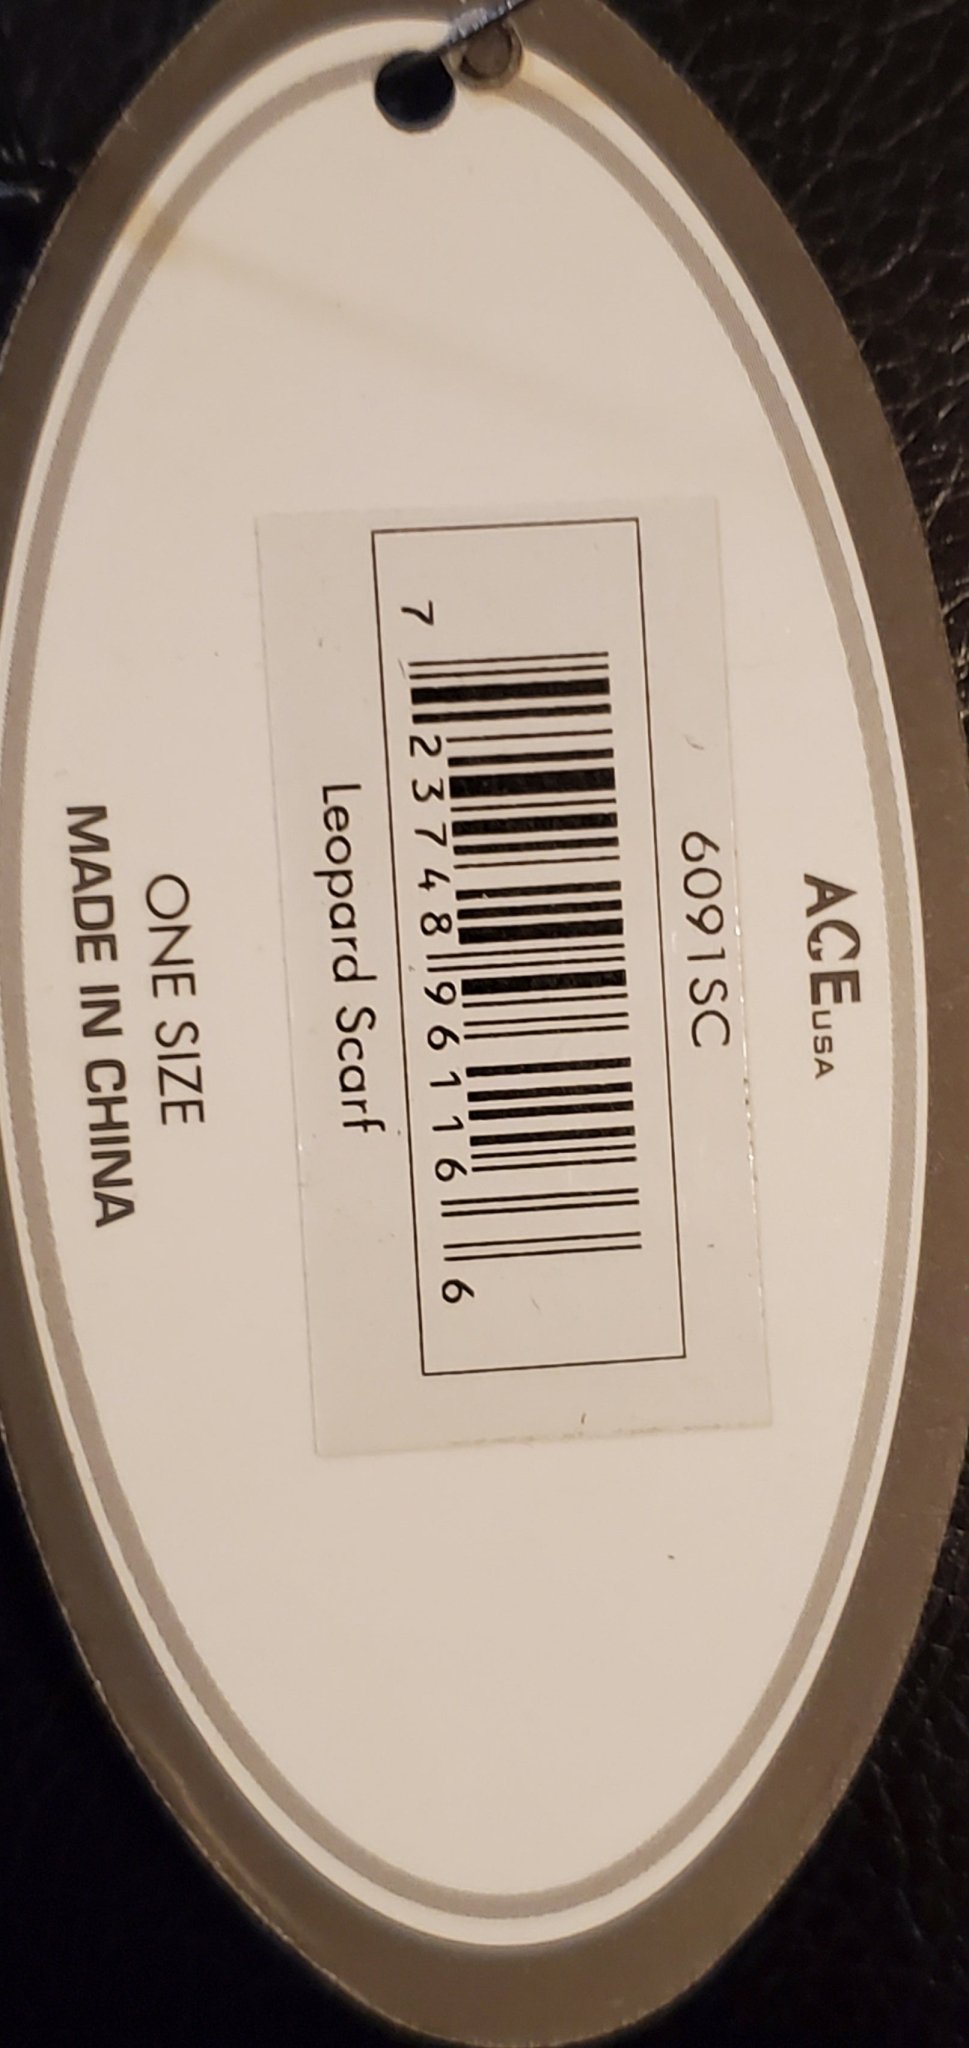 ACE USA
6091SC
7 23748 96116 6
Leopard Scarf
ONE SIZE
MADE IN CHINA